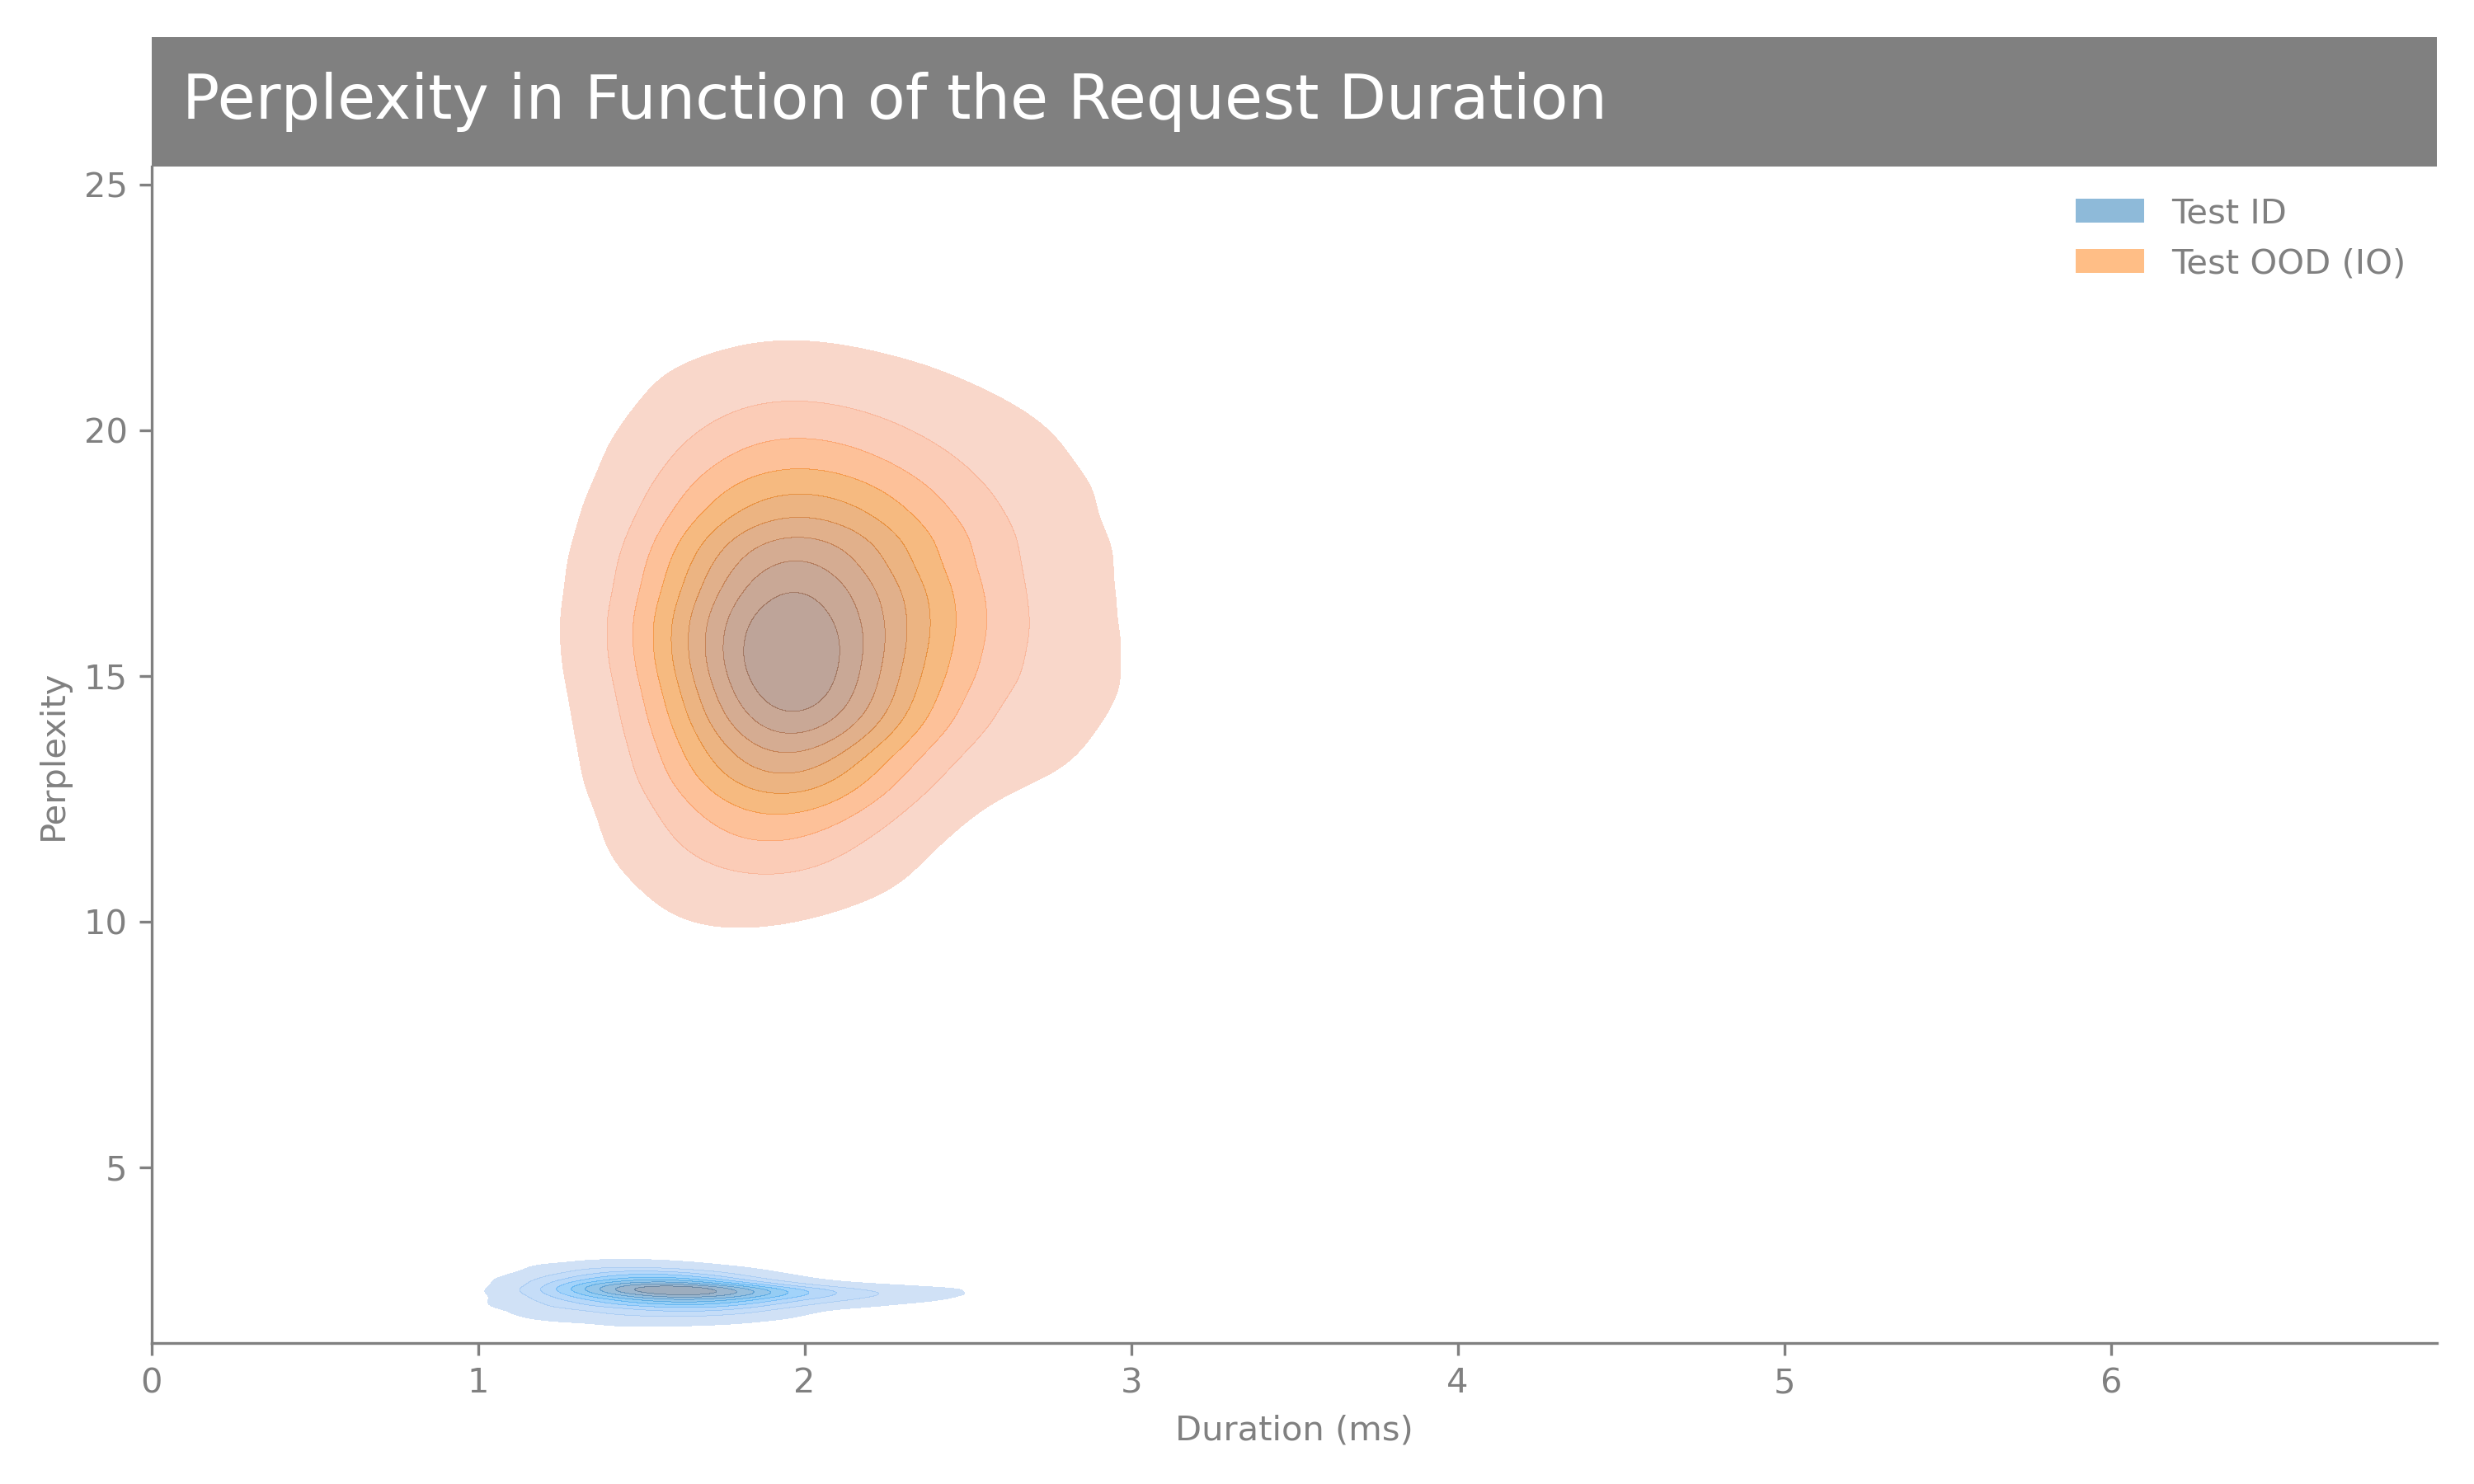 Perplexity in Function of the Request Duration
Test ID
Test OOD (IO)
25
20
15
10
5
Perplexity
0 1 2 3 4 5 6
Duration (ms)